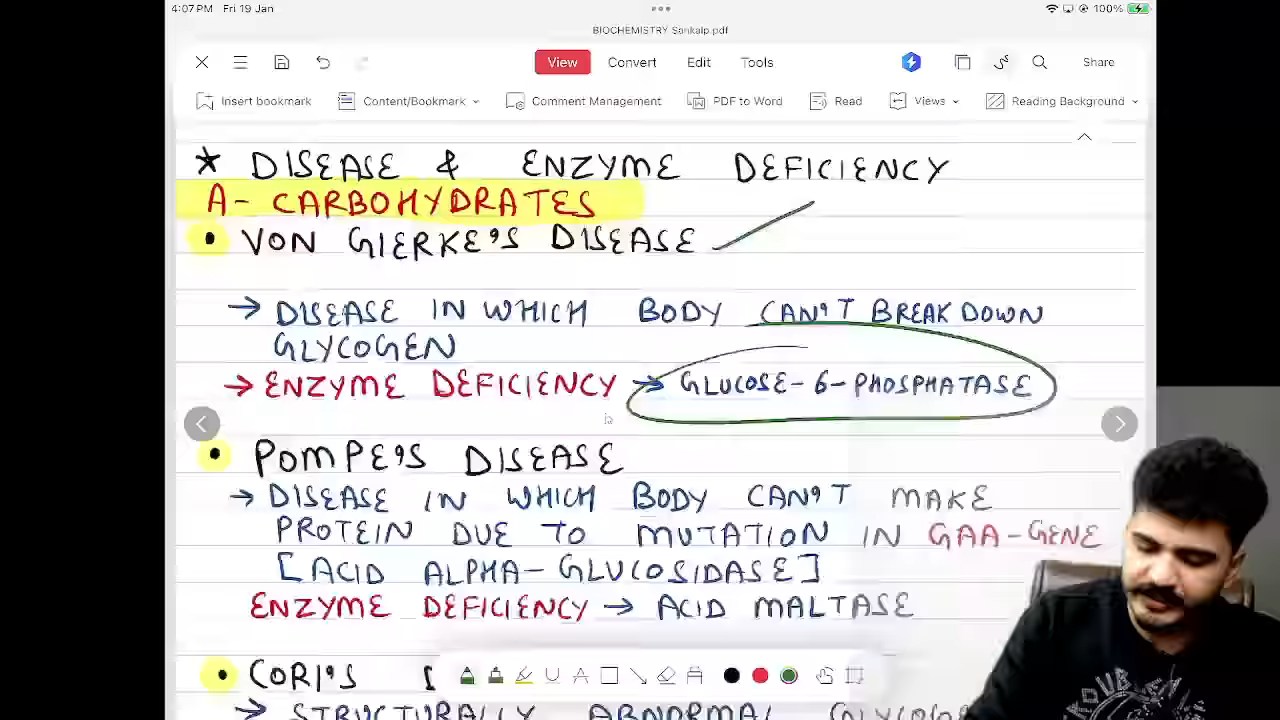 4:07 PM Fri 19 Jan
100%
BIOCHEMISTRY Sankalp.pdf
View Convert Edit Tools Share
Insert bookmark Content/Bookmark Comment Management PDF to Word Read Views Reading Background
* DISEASE & ENZYME DEFICIENCY
A- CARBOHYDRATES
• VON GIERKE'S DISEASE
→ DISEASE IN WHICH BODY CAN'T BREAK DOWN
GLYCOGEN
→ ENZYME DEFICIENCY → GLUCOSE-6-PHOSPHATASE
• POMPE'S DISEASE
→ DISEASE IN WHICH BODY CAN'T MAKE
PROTEIN DUE TO MUTATION IN GAA-GENE
[ACID ALPHA-GLUCOSIDASE]
ENZYME DEFICIENCY → ACID MALTASE
• CORI'S
→ STRUCTURALLY ABNORMAL